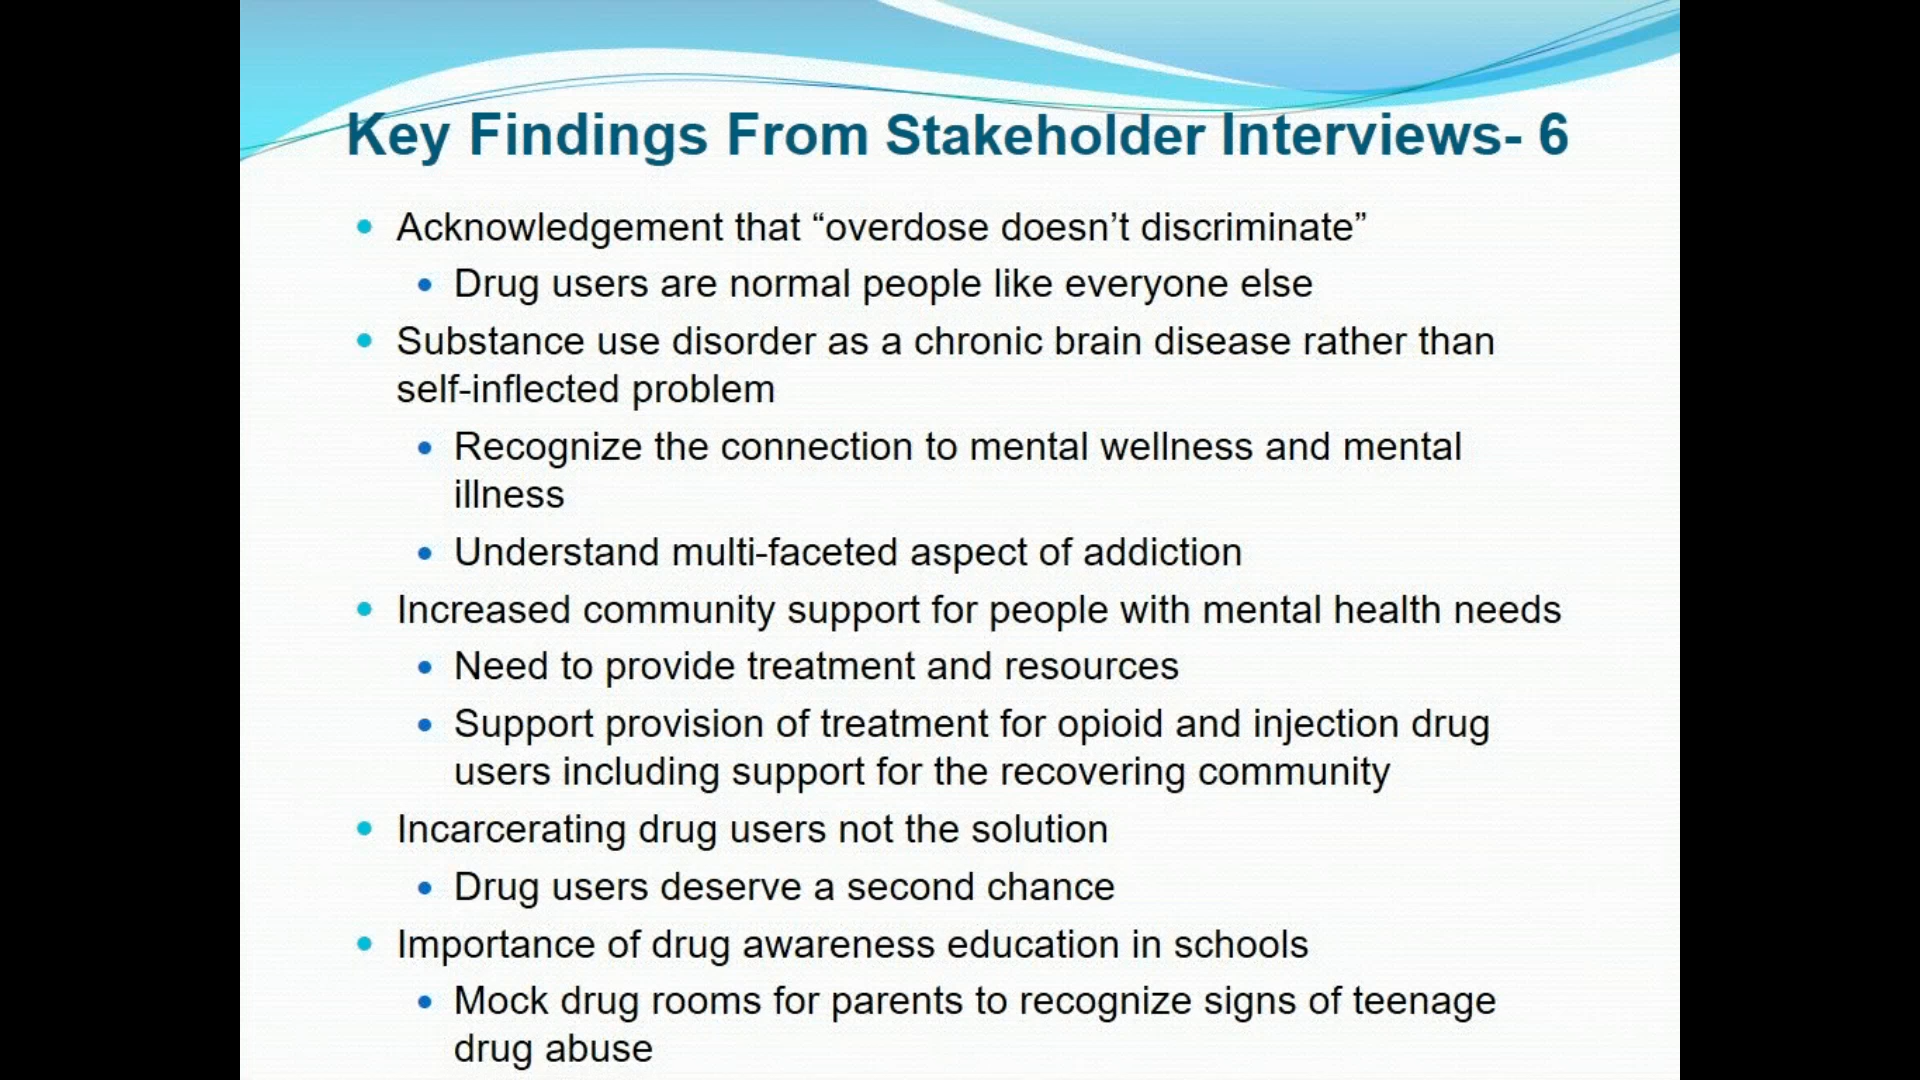 Key Findings From Stakeholder Interviews- 6
• Acknowledgement that “overdose doesn’t discriminate”
• Drug users are normal people like everyone else
• Substance use disorder as a chronic brain disease rather than
self-inflected problem
• Recognize the connection to mental wellness and mental
illness
• Understand multi-faceted aspect of addiction
• Increased community support for people with mental health needs
• Need to provide treatment and resources
• Support provision of treatment for opioid and injection drug
users including support for the recovering community
• Incarcerating drug users not the solution
• Drug users deserve a second chance
• Importance of drug awareness education in schools
• Mock drug rooms for parents to recognize signs of teenage
drug abuse